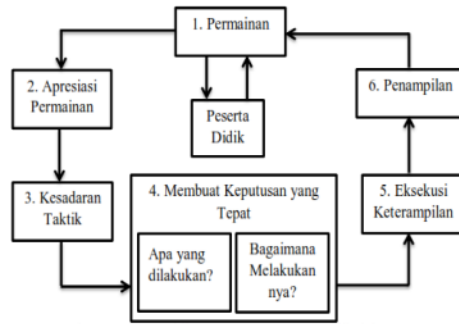 1. Permainan
2. Apresiasi
Permainan
Peserta
Didik
6. Penampilan
3. Kesadaran
Taktik
4. Membuat Keputusan yang
Tepat
Apa yang
dilakukan?
Bagaimana
Melakukan
nya?
5. Eksekusi
Keterampilan